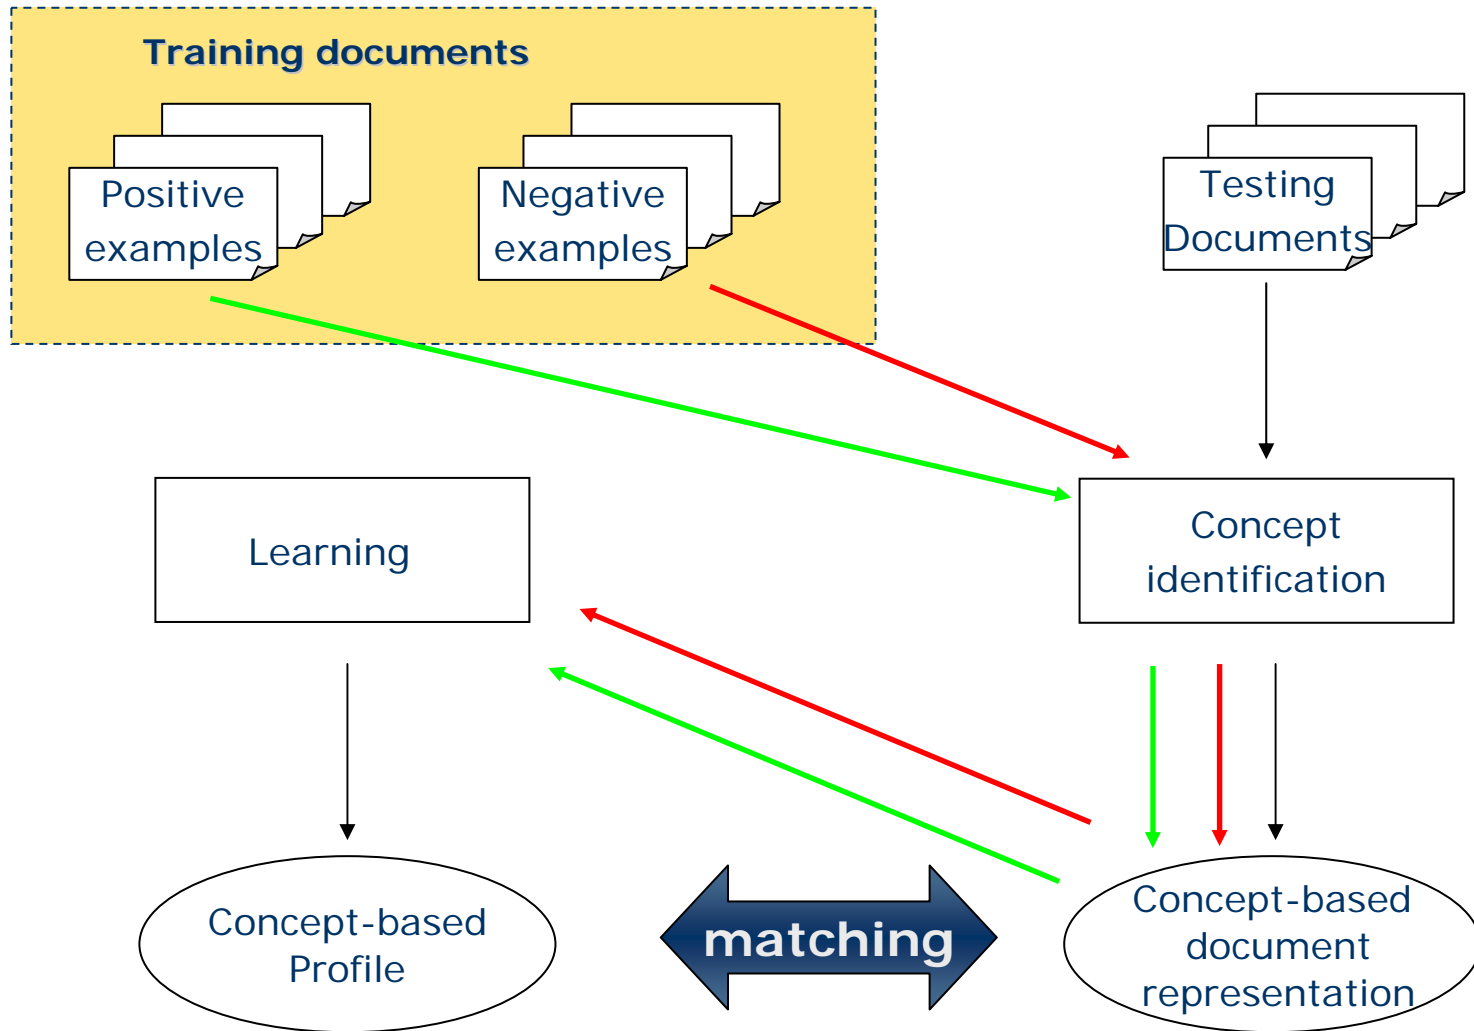 Training documents
Positive
examples
Negative
examples
Testing
Documents
Learning
Concept
identification
Concept-based
Profile
matching
Concept-based
document
representation